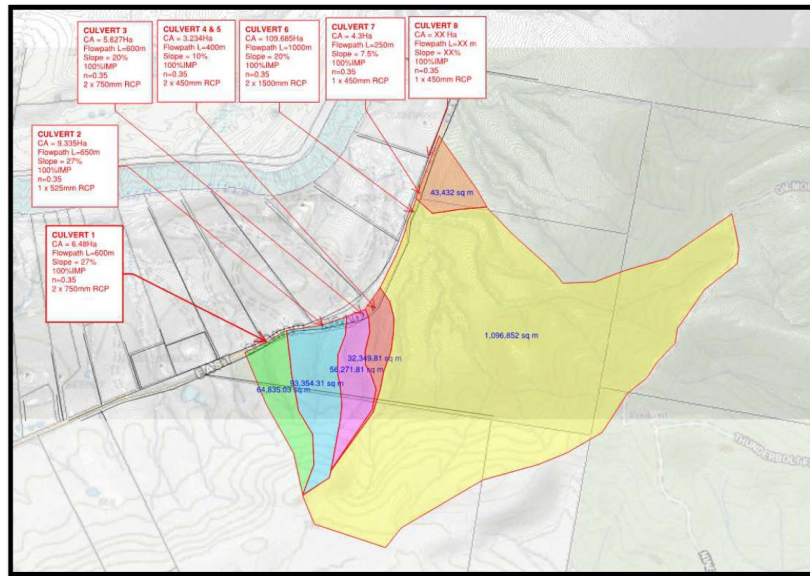 CULVERT 3
CA = 5.627Ha
Flowpath L=600m
Slope = 20%
100%IMP
n=0.35
2 x 750mm RCP
CULVERT 4 & 5
CA = 3.234Ha
Flowpath L=400m
Slope = 10%
100%IMP
n=0.35
2 x 450mm RCP
CULVERT 6
CA = 109.685Ha
Flowpath L=1000m
Slope = 20%
100%IMP
n=0.35
2 x 1500mm RCP
CULVERT 7
CA = 4.3Ha
Flowpath L=250m
Slope = 7.5%
100%IMP
n=0.35
1 x 450mm RCP
CULVERT 8
CA = XX Ha
Flowpath L=XX m
Slope = XX%
100%IMP
n=0.35
1 x 450mm RCP
CULVERT 2
CA = 9.335Ha
Flowpath L=650m
Slope = 27%
100%IMP
n=0.35
1 x 525mm RCP
CULVERT 1
CA = 6.48Ha
Flowpath L=600m
Slope = 27%
100%IMP
n=0.35
2 x 750mm RCP
43,432 sq m
1,096,852 sq m
32,349.81 sq m
56,271.81 sq m
93,354.31 sq m
64,835.03 sq m
EAST